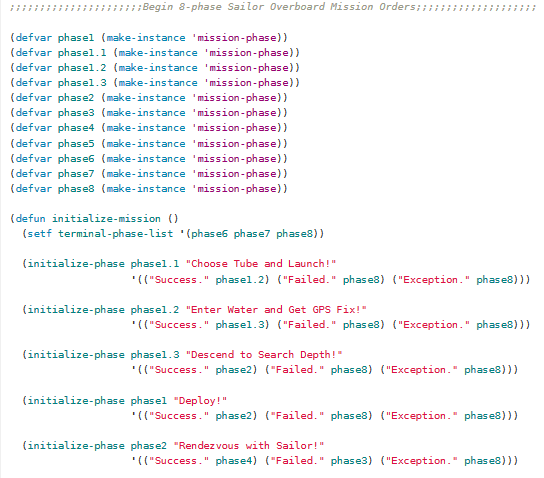 ;;;;;;;;;;;;;;;;;;;;;;Begin 8-phase Sailor Overboard Mission Orders;;;;;;;;;;;;;;;;;;;;
(defvar phase1 (make-instance 'mission-phase))
(defvar phase1.1 (make-instance 'mission-phase))
(defvar phase1.2 (make-instance 'mission-phase))
(defvar phase1.3 (make-instance 'mission-phase))
(defvar phase2 (make-instance 'mission-phase))
(defvar phase3 (make-instance 'mission-phase))
(defvar phase4 (make-instance 'mission-phase))
(defvar phase5 (make-instance 'mission-phase))
(defvar phase6 (make-instance 'mission-phase))
(defvar phase7 (make-instance 'mission-phase))
(defvar phase8 (make-instance 'mission-phase))
(defun initialize-mission ()
(setf terminal-phase-list '(phase6 phase7 phase8))
(initialize-phase phase1.1 "Choose Tube and Launch!"
'(("Success." phase1.2) ("Failed." phase8) ("Exception." phase8)))
(initialize-phase phase1.2 "Enter Water and Get GPS Fix!"
'(("Success." phase1.3) ("Failed." phase8) ("Exception." phase8)))
(initialize-phase phase1.3 "Descend to Search Depth!"
'(("Success." phase2) ("Failed." phase8) ("Exception." phase8)))
(initialize-phase phase1 "Deploy!"
'(("Success." phase2) ("Failed." phase8) ("Exception." phase8)))
(initialize-phase phase2 "Rendezvous with Sailor!"
'(("Success." phase4) ("Failed." phase3) ("Exception." phase8)))